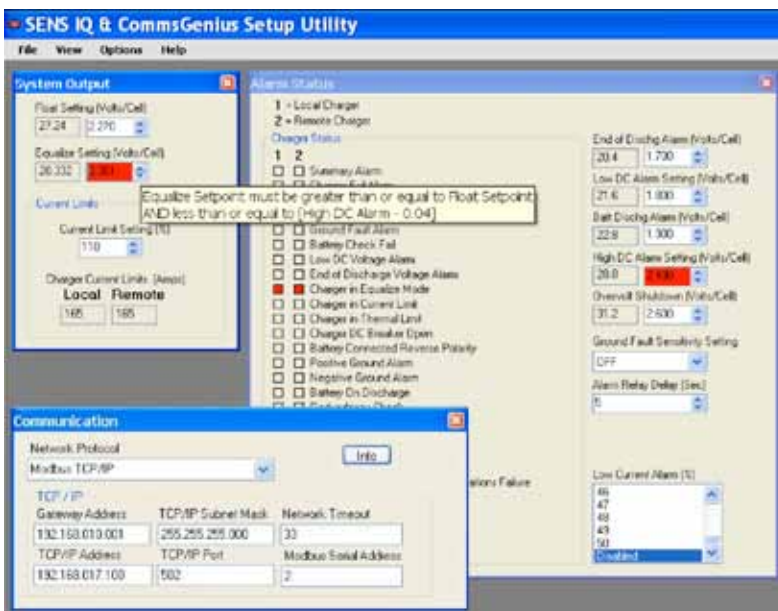 SENS IQ & CommsGenius Setup Utility
File View Options Help
System Output
Float Setting (Volts/Cell)
27.24 2.270
Equalize Setting (Volts/Cell)
Current Limits
Current Limit Setting (%)
110
Charger Current Limits (Amps)
Local Remote
165 165
Alarm Status
1 = Local Charger
2 = Remote Charger
Charger Status
1 2
Summary Alarm
Equalize Setpoint must be greater than or equal to Float Setpoint
AND less than or equal to [High DC Alarm - 0.04]
Ground Fault Alarm
Battery Check Fail
Low DC Voltage Alarm
End of Discharge Voltage Alarm
Charger in Equalize Mode
Charger in Current Limit
Charger in Thermal Limit
Charger DC Breaker Open
Battery Connected Reverse Polarity
Positive Ground Alarm
Negative Ground Alarm
Battery On Discharge
ations Failure
End of Dischg Alarm (Volts/Cell)
20.4 1.700
Low DC Alarm Setting (Volts/Cell)
21.6 1.800
Batt Dischg Alarm (Volts/Cell)
22.8
High DC Alarm Setting (Volts/Cell)
28.8
Overvolt Shutdown (Volts/Cell)
31.2 2.600
Ground Fault Sensitivity Setting
OFF
Alarm Relay Delay (Sec)
Low Current Alarm (%)
46
47
48
49
50
Disabled
Communication
Network Protocol
Modbus TCP/IP
Info
TCP / IP
Gateway Address TCP/IP Subnet Mask Network Timeout
192.168.010.001 255.255.255.000 33
TCP/IP Address TCP/IP Port Modbus Serial Address
192.168.017.100 502 2